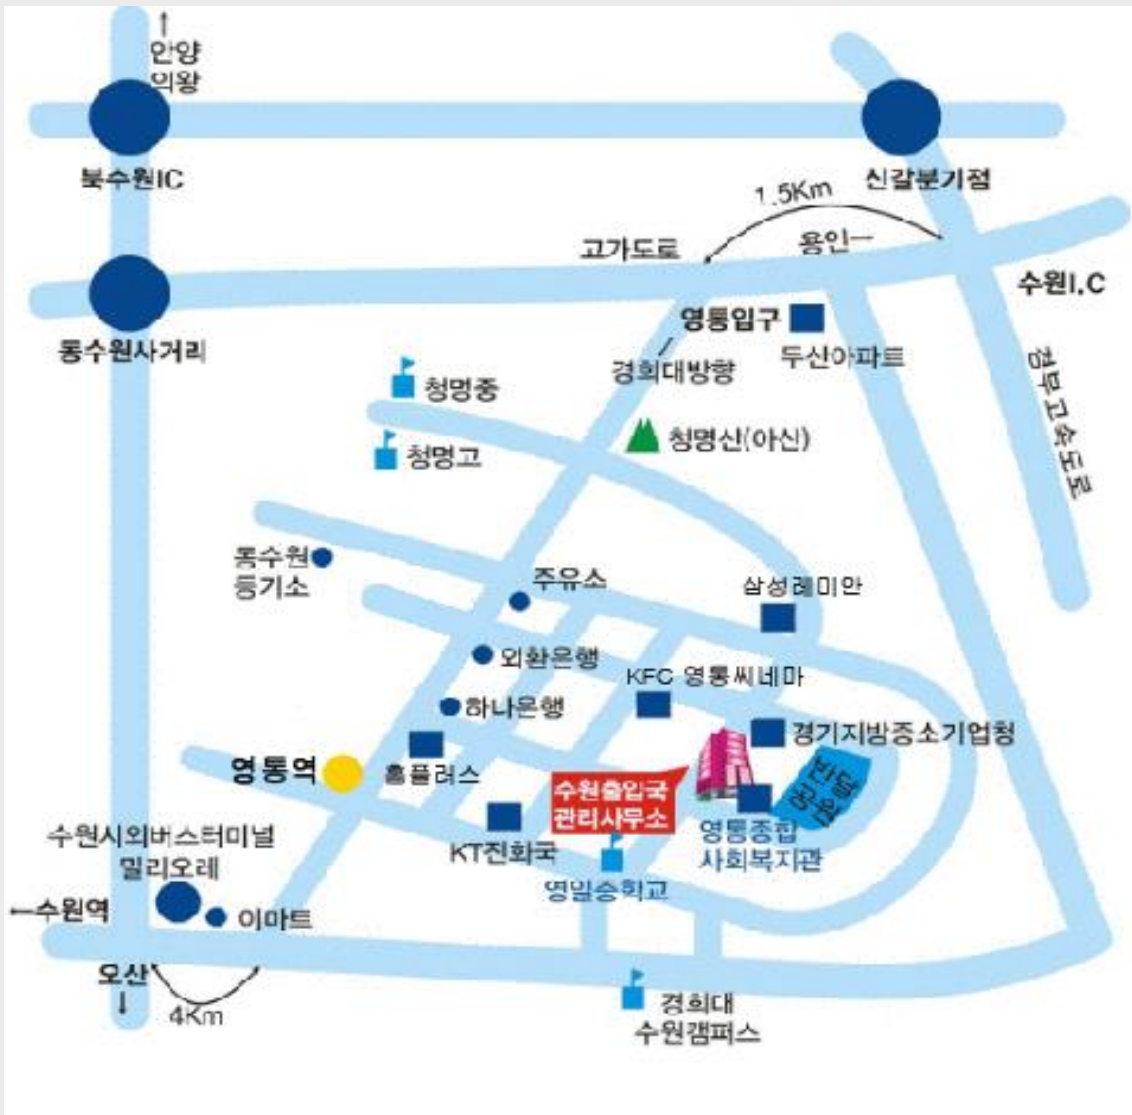 ↑
안양
의왕
북수원IC
신갈분기점
1.5Km
고가도로
용인ㅡ
수원I.C
영통입구
동수원사거리
두산아파트
경희대방향
청명중
청명산(아신)
청명고
경부고속도로
동수원
등기소
주유소
삼성레미안
외환은행
KFC 영통씨네마
하나은행
경기지방중소기업청
영통역
홈플러스
수원출입국
관리사무소
영통종합
사회복지관
수원시외버스터미널
밀리오레
KT진화국
영일중학교
←수원역
이마트
오산
↓
4Km
경희대
수원캠퍼스